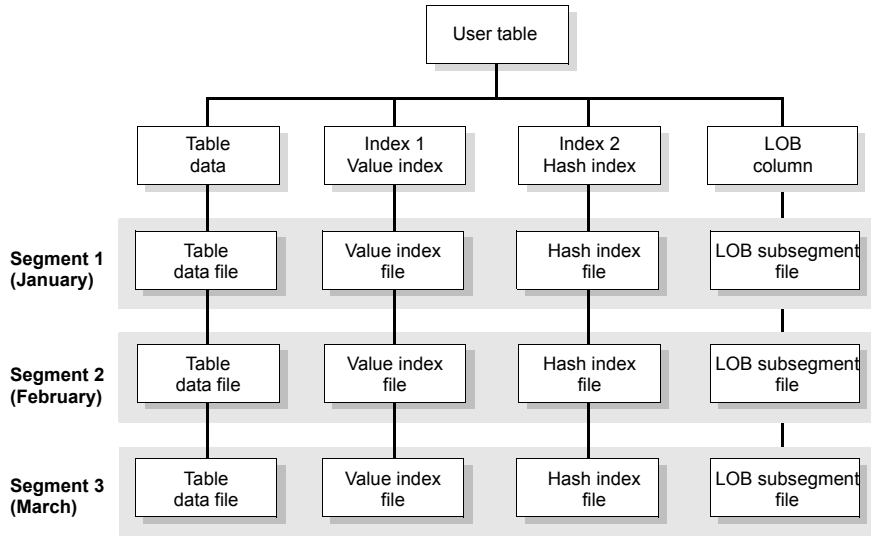 User table
Table
data
Index 1
Value index
Index 2
Hash index
LOB
column
Segment 1
(January)
Table
data file
Value index
file
Hash index
file
LOB subsegment
file
Segment 2
(February)
Table
data file
Value index
file
Hash index
file
LOB subsegment
file
Segment 3
(March)
Table
data file
Value index
file
Hash index
file
LOB subsegment
file